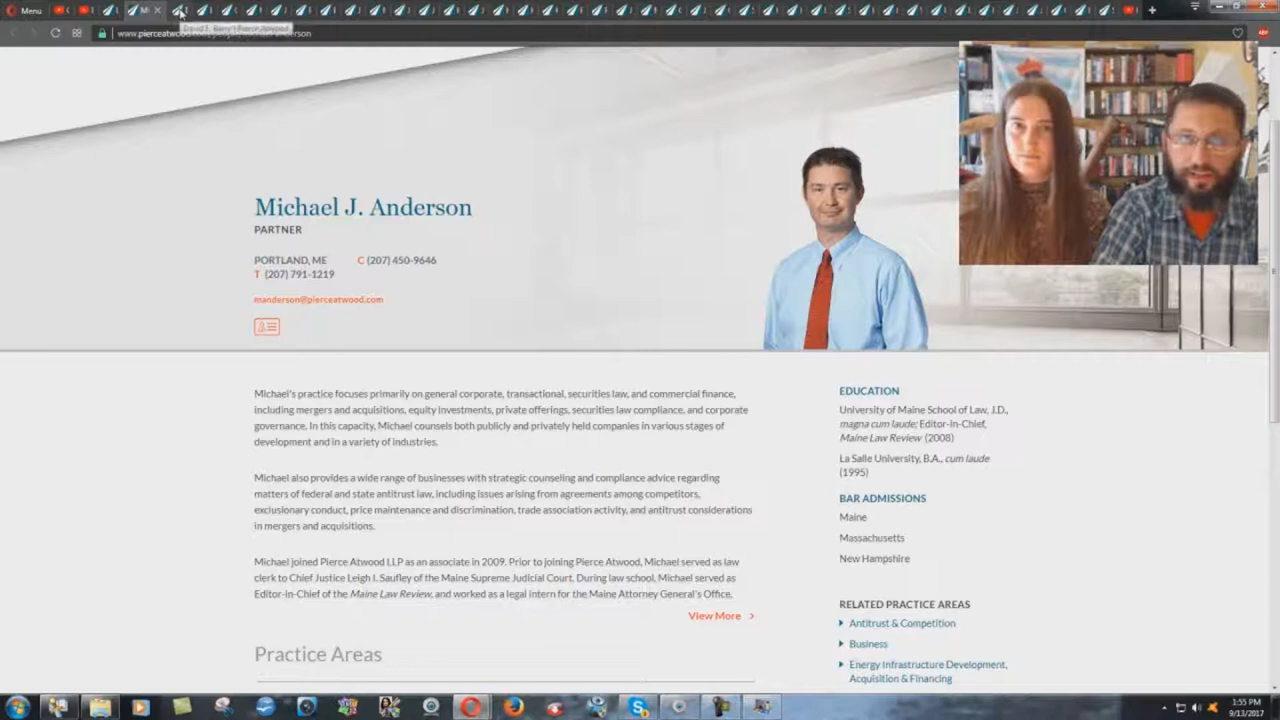 Menu
www.pierceatwood.com
Michael J. Anderson
PARTNER
PORTLAND, ME C (207) 450-9646
T (207) 791-1219
manderson@pierceatwood.com
Michael's practice focuses primarily on general corporate, transactional, securities law, and commercial finance,
including mergers and acquisitions, equity investments, private offerings, securities law compliance, and corporate
governance. In this capacity, Michael counsels both publicly and privately held companies in various stages of
development and in a variety of industries.
Michael also provides a wide range of businesses with strategic counseling and compliance advice regarding
matters of federal and state antitrust law, including issues arising from agreements among competitors,
exclusionary conduct, price maintenance and discrimination, trade association activity, and antitrust considerations
in mergers and acquisitions.
Michael joined Pierce Atwood LLP as an associate in 2009. Prior to joining Pierce Atwood, Michael served as law
clerk to Chief Justice Leigh I. Saufley of the Maine Supreme Judicial Court. During law school, Michael served as
Editor-in-Chief of the Maine Law Review, and worked as a legal intern for the Maine Attorney General's Office.
View More
Practice Areas
EDUCATION
University of Maine School of Law, J.D.,
magna cum laude; Editor-in-Chief,
Maine Law Review (2008)
La Salle University, B.A., cum laude
(1995)
BAR ADMISSIONS
Maine
Massachusetts
New Hampshire
RELATED PRACTICE AREAS
Antitrust & Competition
Business
Energy Infrastructure Development,
Acquisition & Financing
1:55 PM
9/13/2017